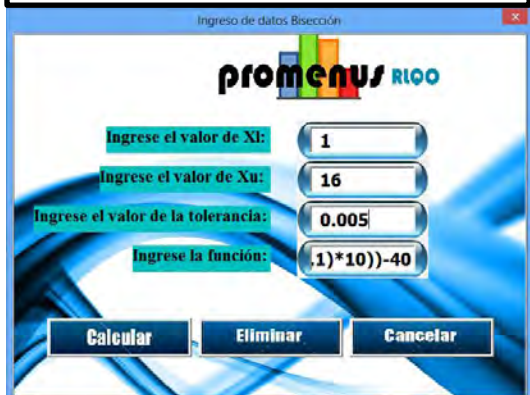 Ingreso de datos Bisección
x
promenus RLQO
Ingrese el valor de Xl: 1
Ingrese el valor de Xu: 16
Ingrese el valor de la tolerancia: 0.005
Ingrese la función: .1)*10))-40
Calcular Eliminar Cancelar